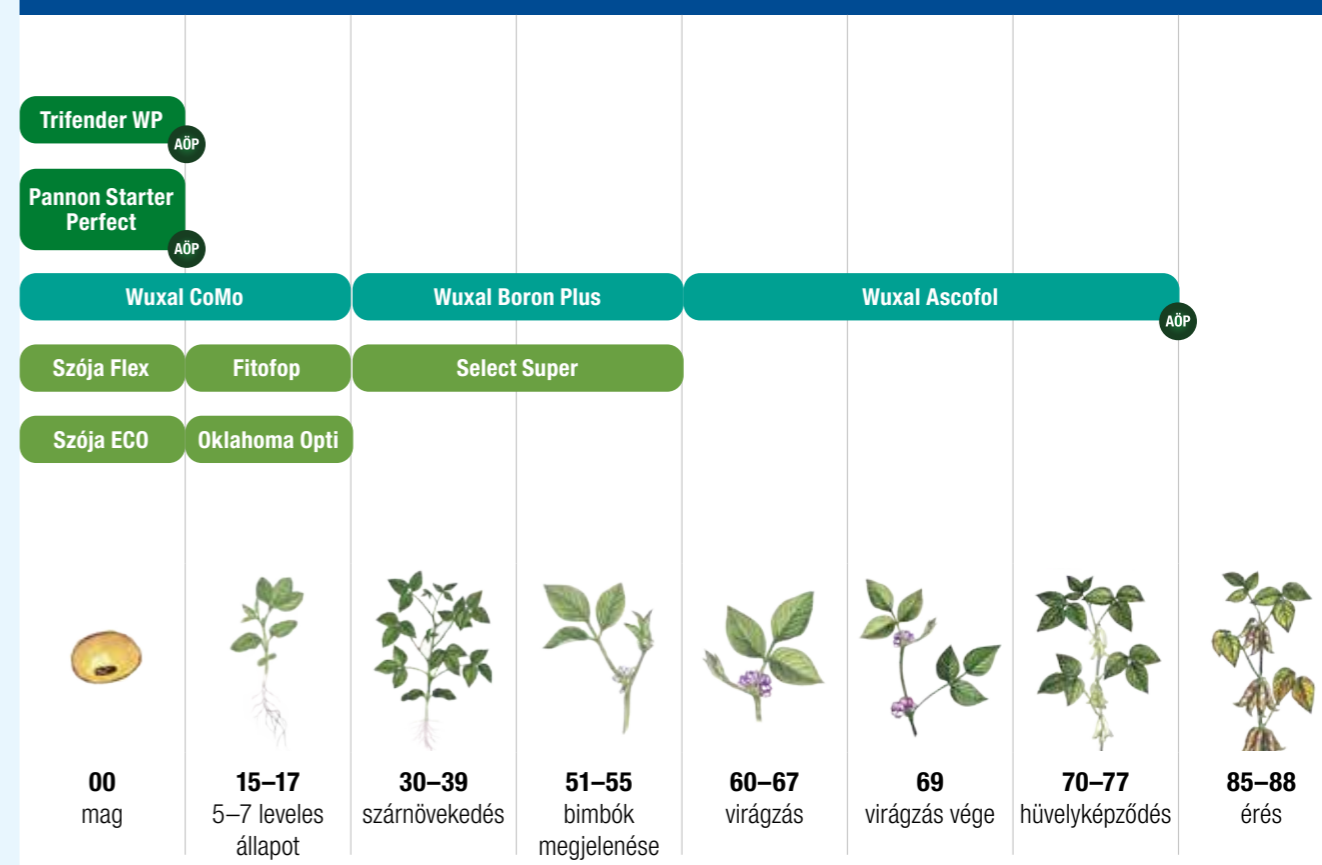 Trifender WP
AÖP
Pannon Starter
Perfect
AÖP
Wuxal CoMo
Wuxal Boron Plus
Wuxal Ascofol
AÖP
Szója Flex
Fitofop
Select Super
Szója ECO
Oklahoma Opti
00
mag
15–17
5–7 leveles
állapot
30–39
szárnövekedés
51–55
bimbók
megjelenése
60–67
virágzás
69
virágzás vége
70–77
hüvelyképződés
85–88
érés